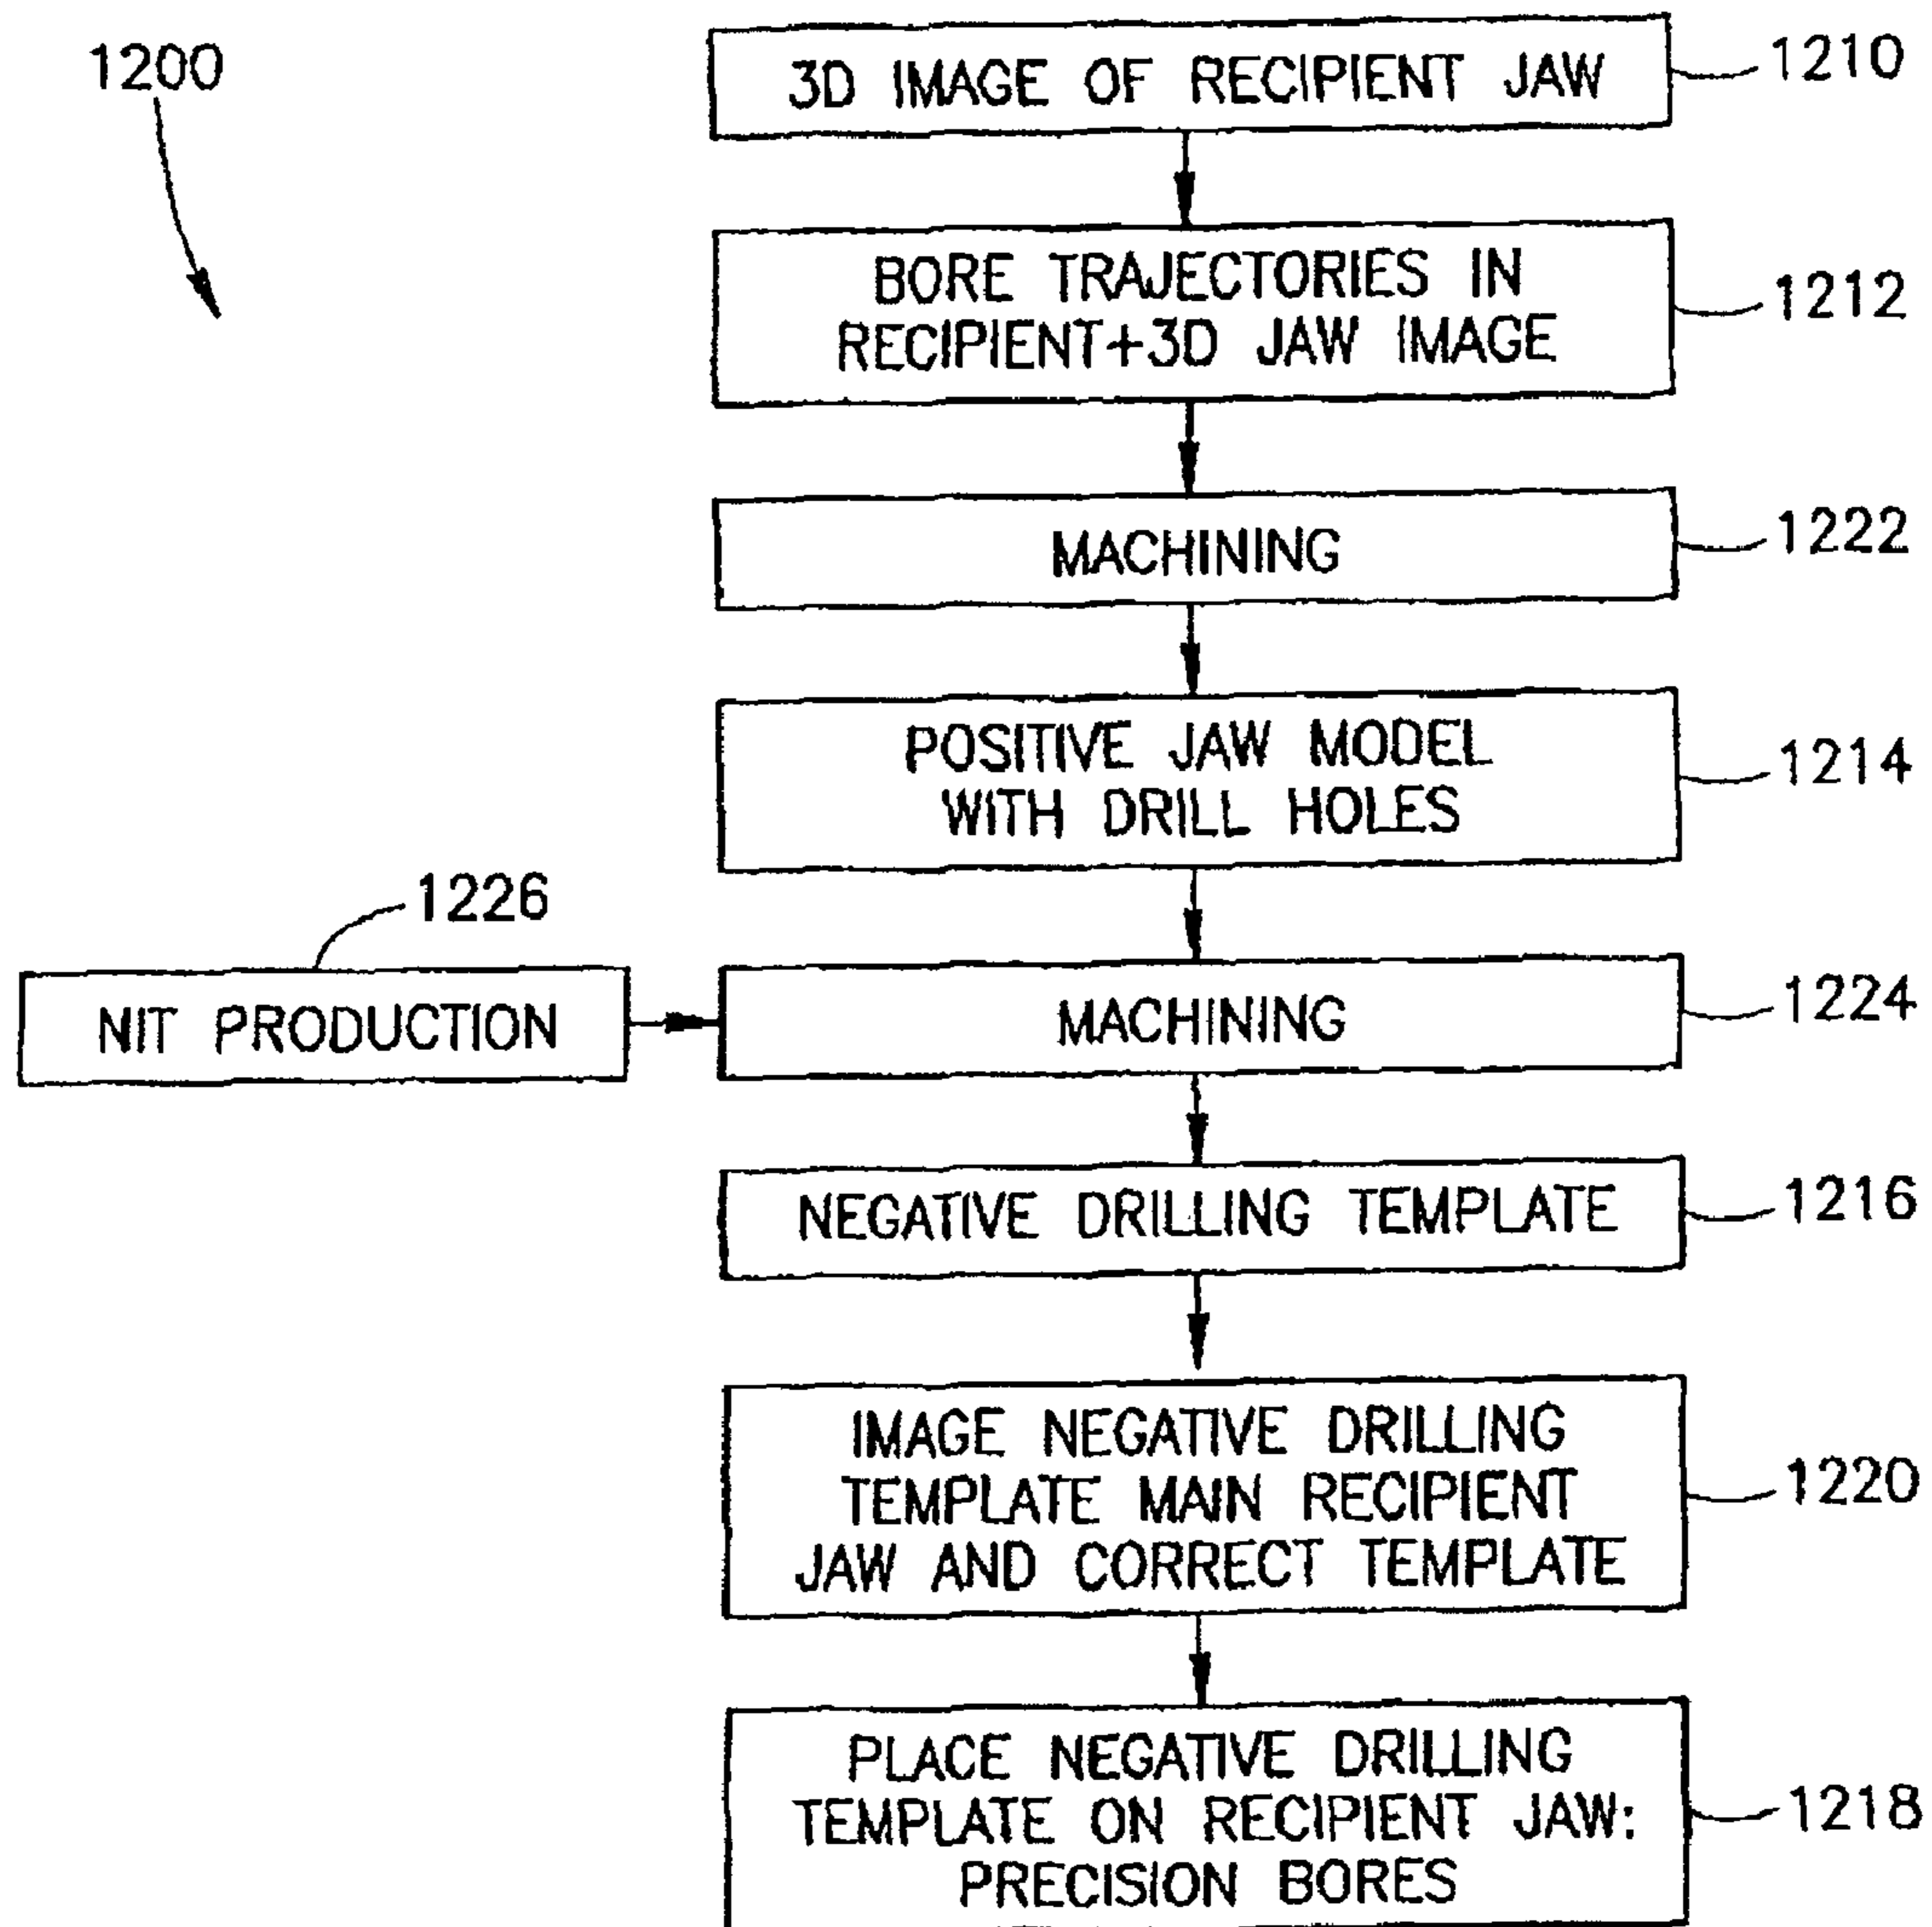 1200
3D IMAGE OF RECIPIENT JAW
1210
BORE TRAJECTORIES IN
RECIPIENT+3D JAW IMAGE
1212
MACHINING
1222
POSITIVE JAW MODEL
WITH DRILL HOLES
1214
1226
NIT PRODUCTION
MACHINING
1224
NEGATIVE DRILLING TEMPLATE
1216
IMAGE NEGATIVE DRILLING
TEMPLATE MAIN RECIPIENT
JAW AND CORRECT TEMPLATE
1220
PLACE NEGATIVE DRILLING
TEMPLATE ON RECIPIENT JAW:
PRECISION BORES
1218